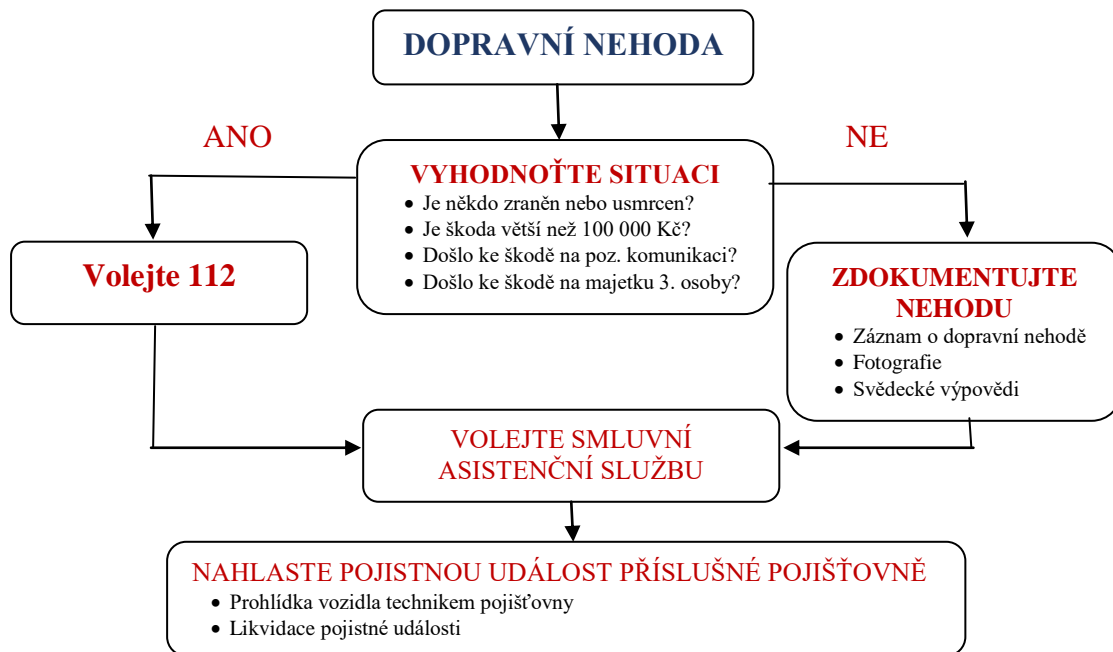 DOPRAVNÍ NEHODA
ANO
NE
VYHODNOŤTE SITUACI
• Je někdo zraněn nebo usmrcen?
• Je škoda větší než 100 000 Kč?
• Došlo ke škodě na poz. komunikaci?
• Došlo ke škodě na majetku 3. osoby?
Volejte 112
ZDOKUMENTUJTE
NEHODU
• Záznam o dopravní nehodě
• Fotografie
• Svědecké výpovědi
VOLEJTE SMLUVNÍ
ASISTENČNÍ SLUŽBU
NAHLASTE POJISTNOU UDÁLOST PŘÍSLUŠNÉ POJIŠŤOVNĚ
• Prohlídka vozidla technikem pojišťovny
• Likvidace pojistné události